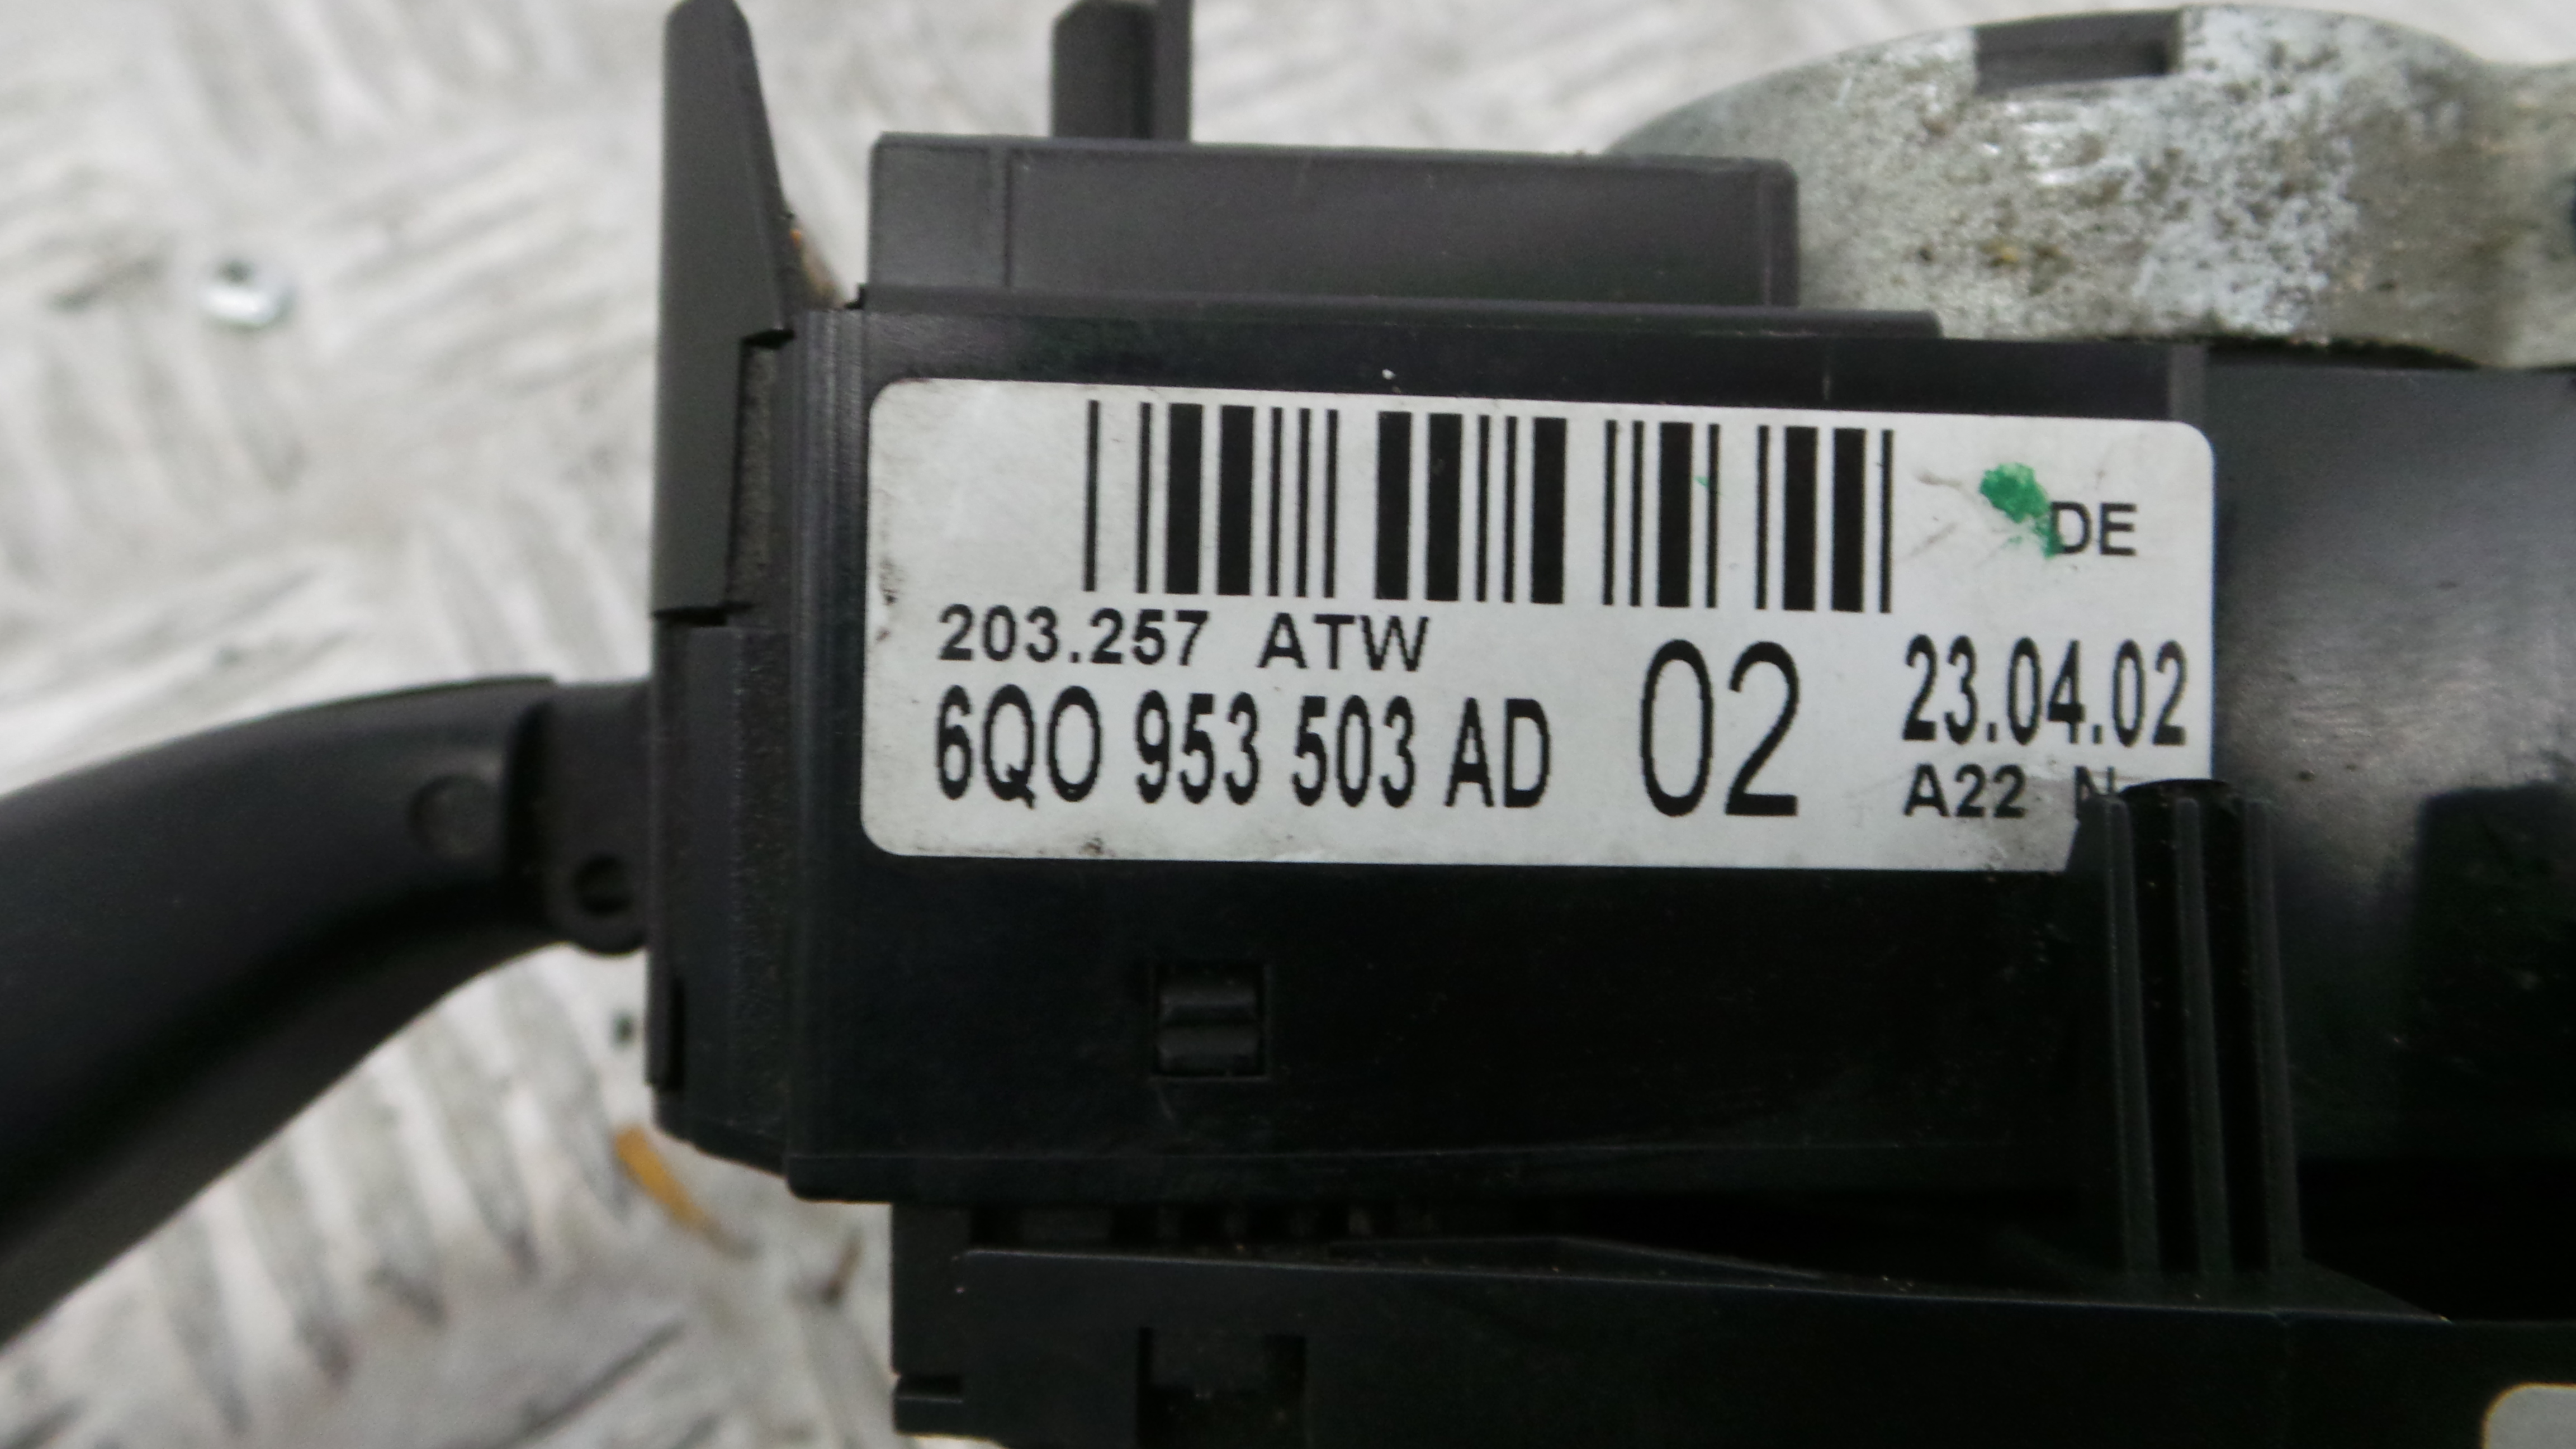 DE
203.257 ATW
6Q0 953 503 AD 02 23.04.02
A22 N